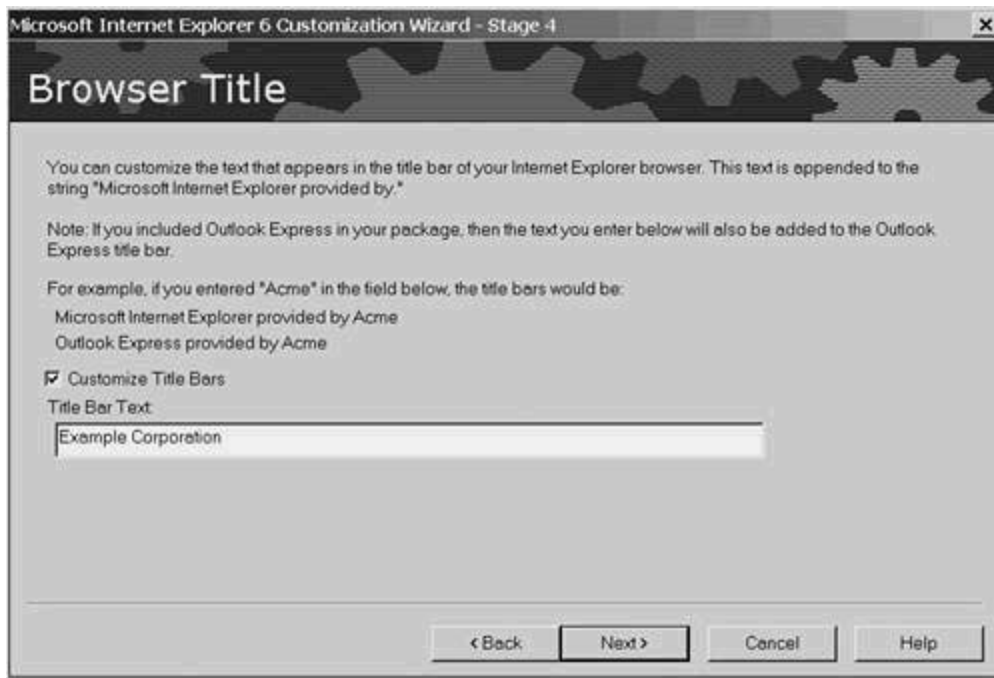 Microsoft Internet Explorer 6 Customization Wizard - Stage 4
Browser Title
You can customize the text that appears in the title bar of your Internet Explorer browser. This text is appended to the
string "Microsoft Internet Explorer provided by."
Note: If you included Outlook Express in your package, then the text you enter below will also be added to the Outlook
Express title bar.
For example, if you entered "Acme" in the field below, the title bars would be:
Microsoft Internet Explorer provided by Acme
Outlook Express provided by Acme
Customize Title Bars
Title Bar Text:
Example Corporation
< Back Next > Cancel Help